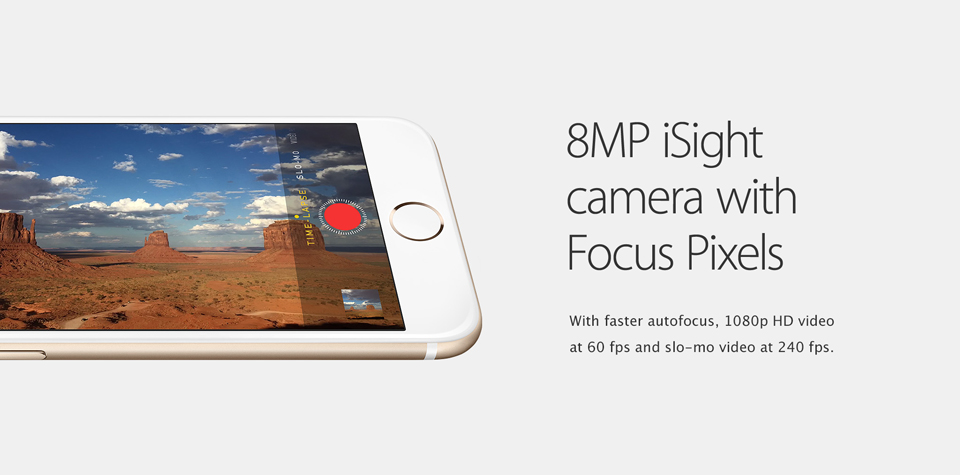 TIME-LAPSE
SLO-MO
8MP iSight
camera with
Focus Pixels
With faster autofocus, 1080p HD video
at 60 fps and slo-mo video at 240 fps.